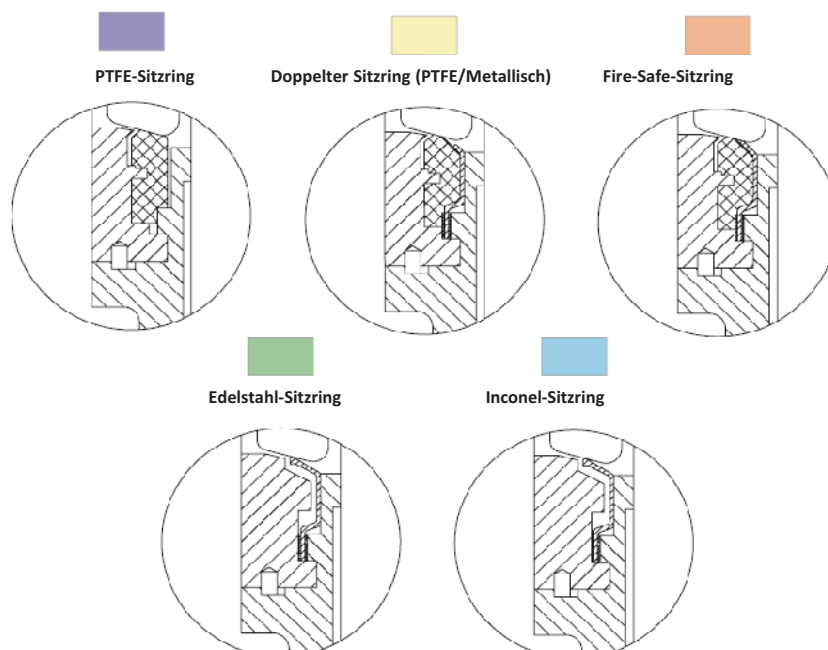 PTFE-Sitzring
Doppelter Sitzring (PTFE/Metallisch)
Fire-Safe-Sitzring
Edelstahl-Sitzring
Inconel-Sitzring